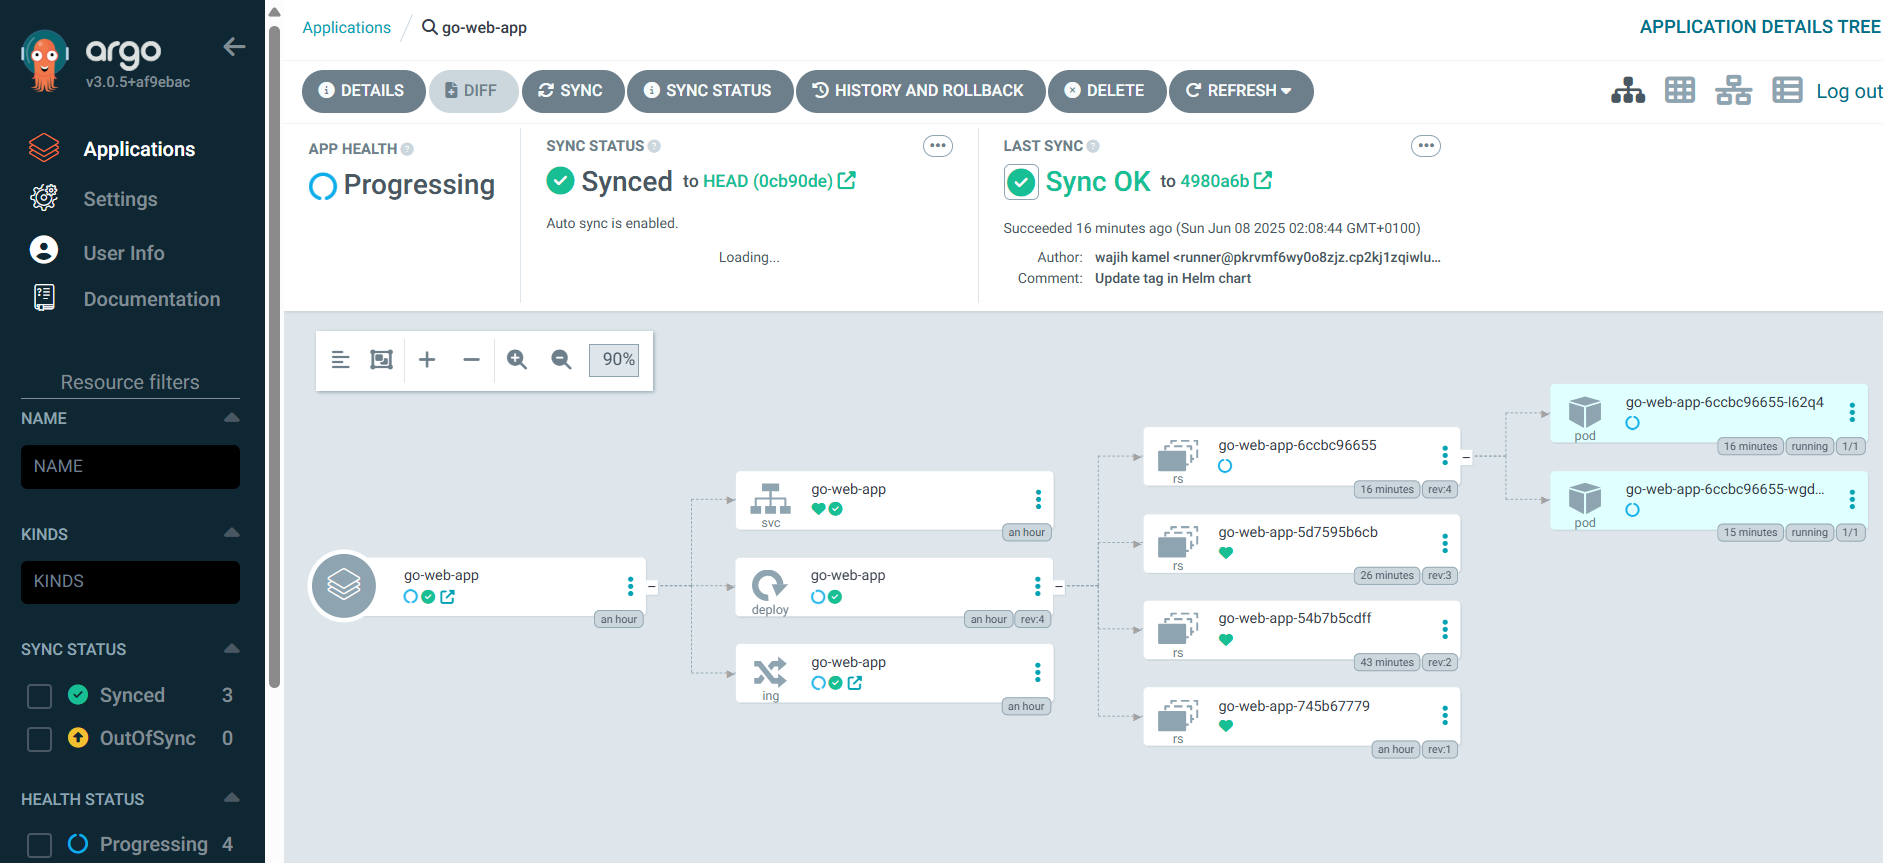 argo
v3.0.5+af9ebac
Applications
Settings
User Info
Documentation
Resource filters
NAME
NAME
KINDS
KINDS
SYNC STATUS
Synced 3
OutOfSync 0
HEALTH STATUS
Progressing 4
Applications / go-web-app
APPLICATION DETAILS TREE
DETAILS DIFF SYNC SYNC STATUS HISTORY AND ROLLBACK DELETE REFRESH
Log out
APP HEALTH
Progressing
SYNC STATUS
Synced to HEAD (0cb90de)
Auto sync is enabled.
Loading...
LAST SYNC
Sync OK to 4980a6b
Succeeded 16 minutes ago (Sun Jun 08 2025 02:08:44 GMT+0100)
Author: wajih kamel <runner@pkrvmf6wy0o8zjz.cp2kj1zqiwlu...
Comment: Update tag in Helm chart
90%
go-web-app
an hour
go-web-app
svc
an hour
go-web-app
deploy
an hour rev:4
go-web-app
ing
an hour
go-web-app-6ccbc96655
rs
16 minutes rev:4
go-web-app-5d7595b6cb
rs
26 minutes rev:3
go-web-app-54b7b5cdff
rs
43 minutes rev:2
go-web-app-745b67779
rs
an hour rev:1
go-web-app-6ccbc96655-l62q4
pod
16 minutes running 1/1
go-web-app-6ccbc96655-wgd...
pod
15 minutes running 1/1